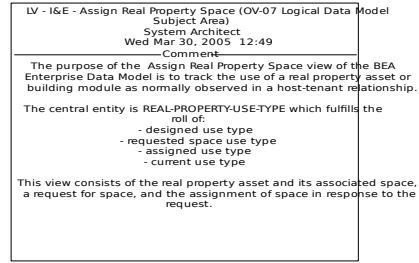 LV - I&E - Assign Real Property Space (OV-07 Logical Data Model
Subject Area)
System Architect
Wed Mar 30, 2005 12:49
Comment
The purpose of the Assign Real Property Space view of the BEA
Enterprise Data Model is to track the use of a real property asset or
building module as normally observed in a host-tenant relationship.
The central entity is REAL-PROPERTY-USE-TYPE which fulfills the
roll of:
- designed use type
- requested space use type
- assigned use type
- current use type
This view consists of the real property asset and its associated space,
a request for space, and the assignment of space in response to the
request.